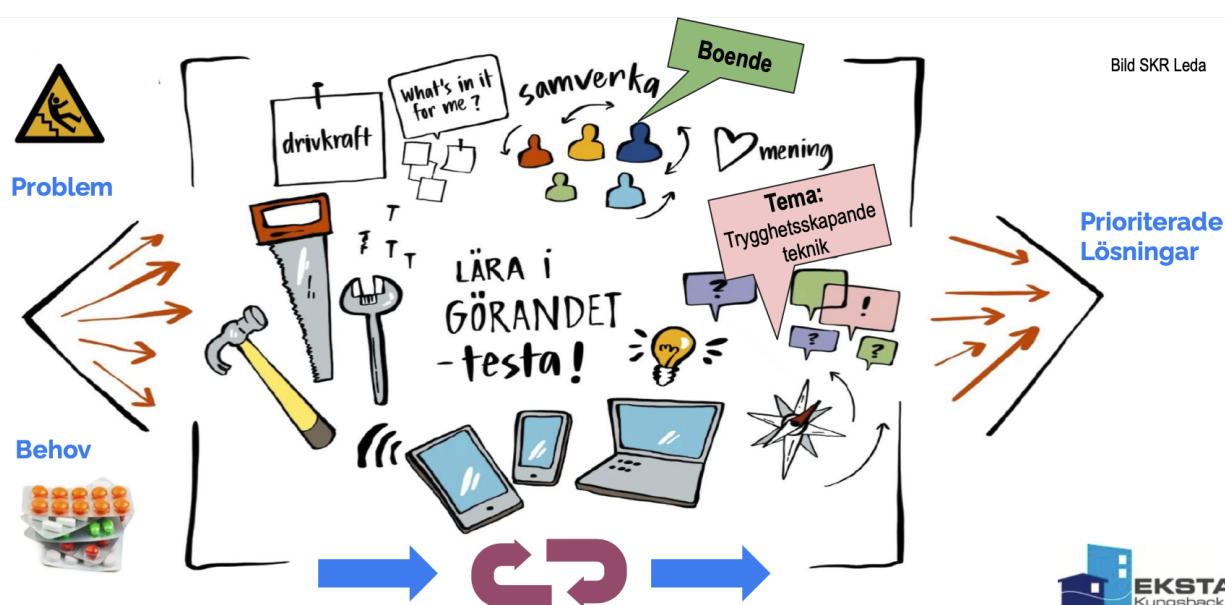 Bild SKR Leda
Problem
Behov
drivkraft
What's in it
for me?
samverka
Boende
mening
Tema:
Trygghetsskapande
teknik
LÄRA i
GÖRANDET
-testa!
?
!
?
?
Prioriterade
Lösningar
EKSTA